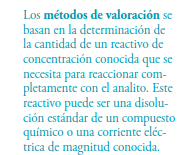 Los métodos de valoración se
basan en la determinación de
la cantidad de un reactivo de
concentración conocida que se
necesita para reaccionar com-
pletamente con el analito. Este
reactivo puede ser una disolu-
ción estándar de un compuesto
químico o una corriente eléc-
trica de magnitud conocida.